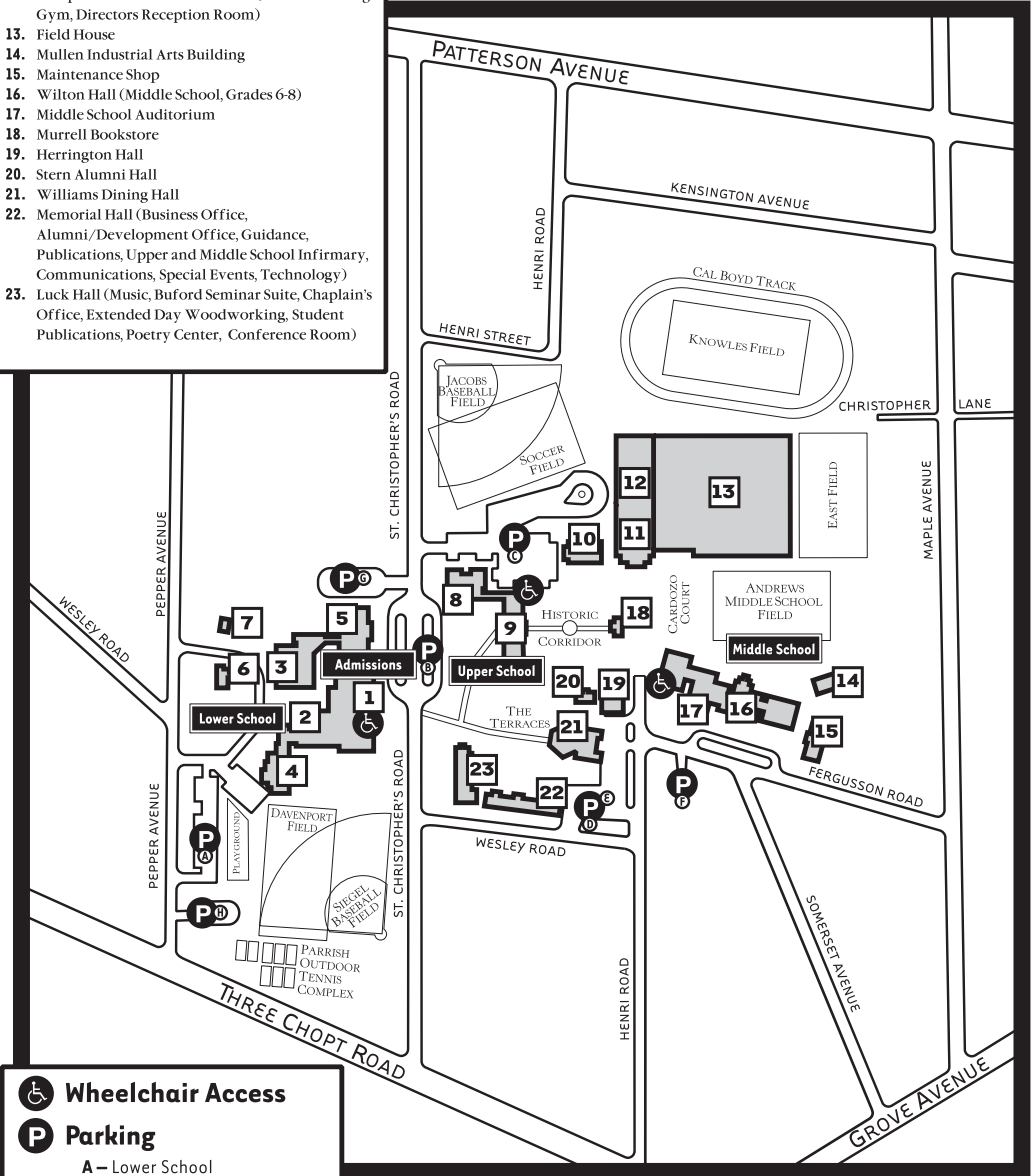 Gym, Directors Reception Room)
13. Field House
14. Mullen Industrial Arts Building
15. Maintenance Shop
16. Wilton Hall (Middle School, Grades 6-8)
17. Middle School Auditorium
18. Murrell Bookstore
19. Herrington Hall
20. Stern Alumni Hall
21. Williams Dining Hall
22. Memorial Hall (Business Office,
Alumni/Development Office, Guidance,
Publications, Upper and Middle School Infirmary,
Communications, Special Events, Technology)
23. Luck Hall (Music, Buford Seminar Suite, Chaplain's
Office, Extended Day Woodworking, Student
Publications, Poetry Center, Conference Room)
PATTERSON AVENUE
KENSINGTON AVENUE
HENRI ROAD
CAL BOYD TRACK
KNOWLES FIELD
HENRI STREET
JACOBS
BASEBALL
FIELD
ST. CHRISTOPHER'S ROAD
CHRISTOPHER LANE
SOCCER
FIELD
12
13
EAST FIELD
MAPLE AVENUE
PEPPER AVENUE
11
10
P
C
P G
WESLEY ROAD
8
ANDREWS
MIDDLE SCHOOL
FIELD
CARDOZO
COURT
7
5
9
HISTORIC
CORRIDOR
18
P
B
Middle School
6
3
Admissions
Upper School
20
19
14
1
Lower School
2
THE
TERRACES
21
17
16
15
4
23
22
P
E
D
P
F
FERGUSSON ROAD
PEPPER AVENUE
ST. CHRISTOPHER'S ROAD
PLAYGROUND
DAVENPORT
FIELD
WESLEY ROAD
P
A
SIEGEL
BASEBALL
FIELD
P H
SOMERSET AVENUE
PARRISH
OUTDOOR
TENNIS
COMPLEX
HENRI ROAD
THREE CHOPT ROAD
GROVE AVENUE
Wheelchair Access
P Parking
A — Lower School